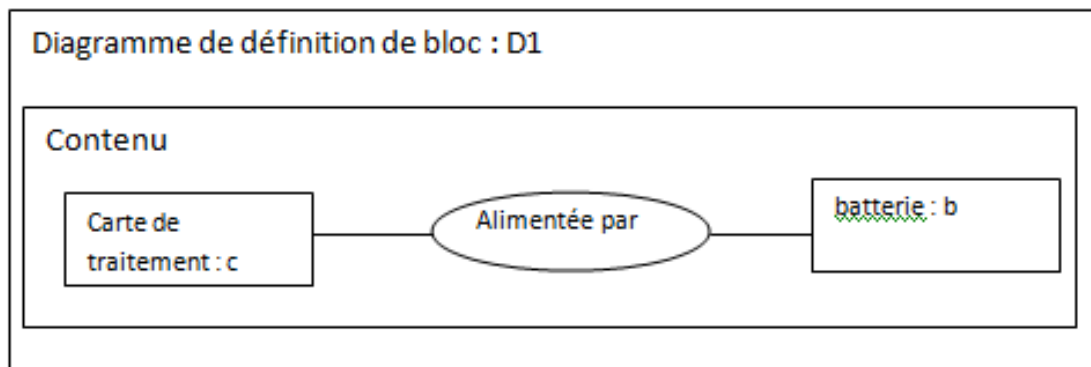 Diagramme de définition de bloc : D1
Contenu
Carte de
traitement : c
Alimentée par
batterie : b